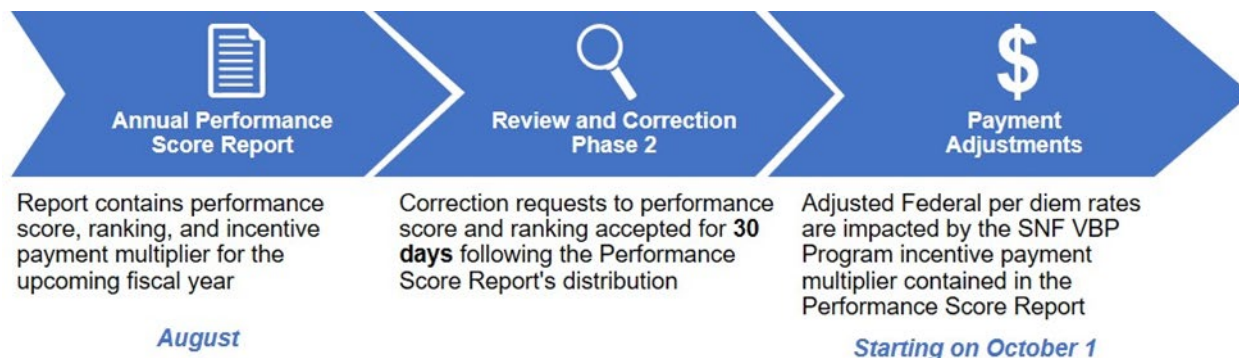 $
Annual Performance
Score Report
Review and Correction
Phase 2
Payment
Adjustments
Report contains performance
score, ranking, and incentive
payment multiplier for the
upcoming fiscal year
August
Correction requests to performance
score and ranking accepted for 30
days following the Performance
Score Report's distribution
Adjusted Federal per diem rates
are impacted by the SNF VBP
Program incentive payment
multiplier contained in the
Performance Score Report
Starting on October 1